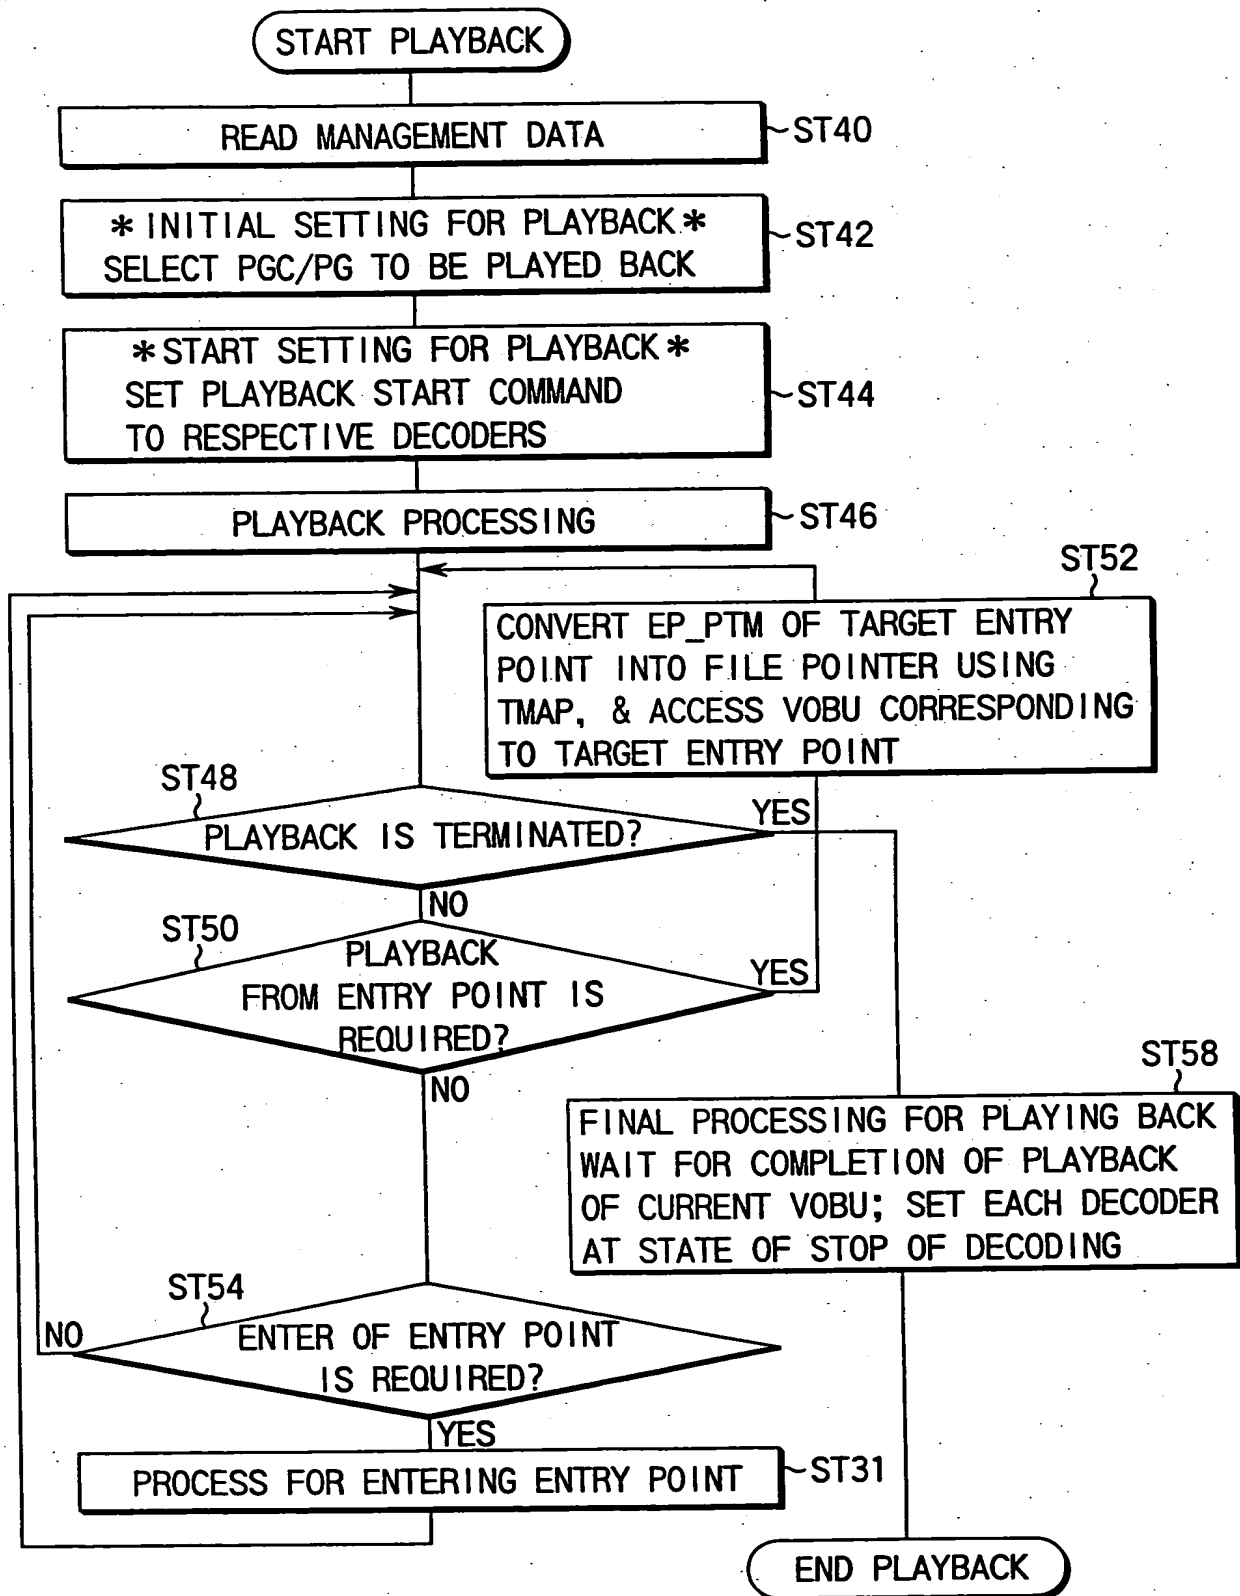 START PLAYBACK
READ MANAGEMENT DATA
ST40
* INITIAL SETTING FOR PLAYBACK *
SELECT PGC/PG TO BE PLAYED BACK
ST42
* START SETTING FOR PLAYBACK *
SET PLAYBACK START COMMAND
TO RESPECTIVE DECODERS
ST44
PLAYBACK PROCESSING
ST46
ST52
CONVERT EP_PTM OF TARGET ENTRY
POINT INTO FILE POINTER USING
TMAP, & ACCESS VOBU CORRESPONDING
TO TARGET ENTRY POINT
ST48
PLAYBACK IS TERMINATED?
YES
NO
ST50
PLAYBACK
FROM ENTRY POINT IS
REQUIRED?
YES
NO
ST58
FINAL PROCESSING FOR PLAYING BACK
WAIT FOR COMPLETION OF PLAYBACK
OF CURRENT VOBU; SET EACH DECODER
AT STATE OF STOP OF DECODING
ST54
ENTER OF ENTRY POINT
IS REQUIRED?
NO
YES
PROCESS FOR ENTERING ENTRY POINT
ST31
END PLAYBACK